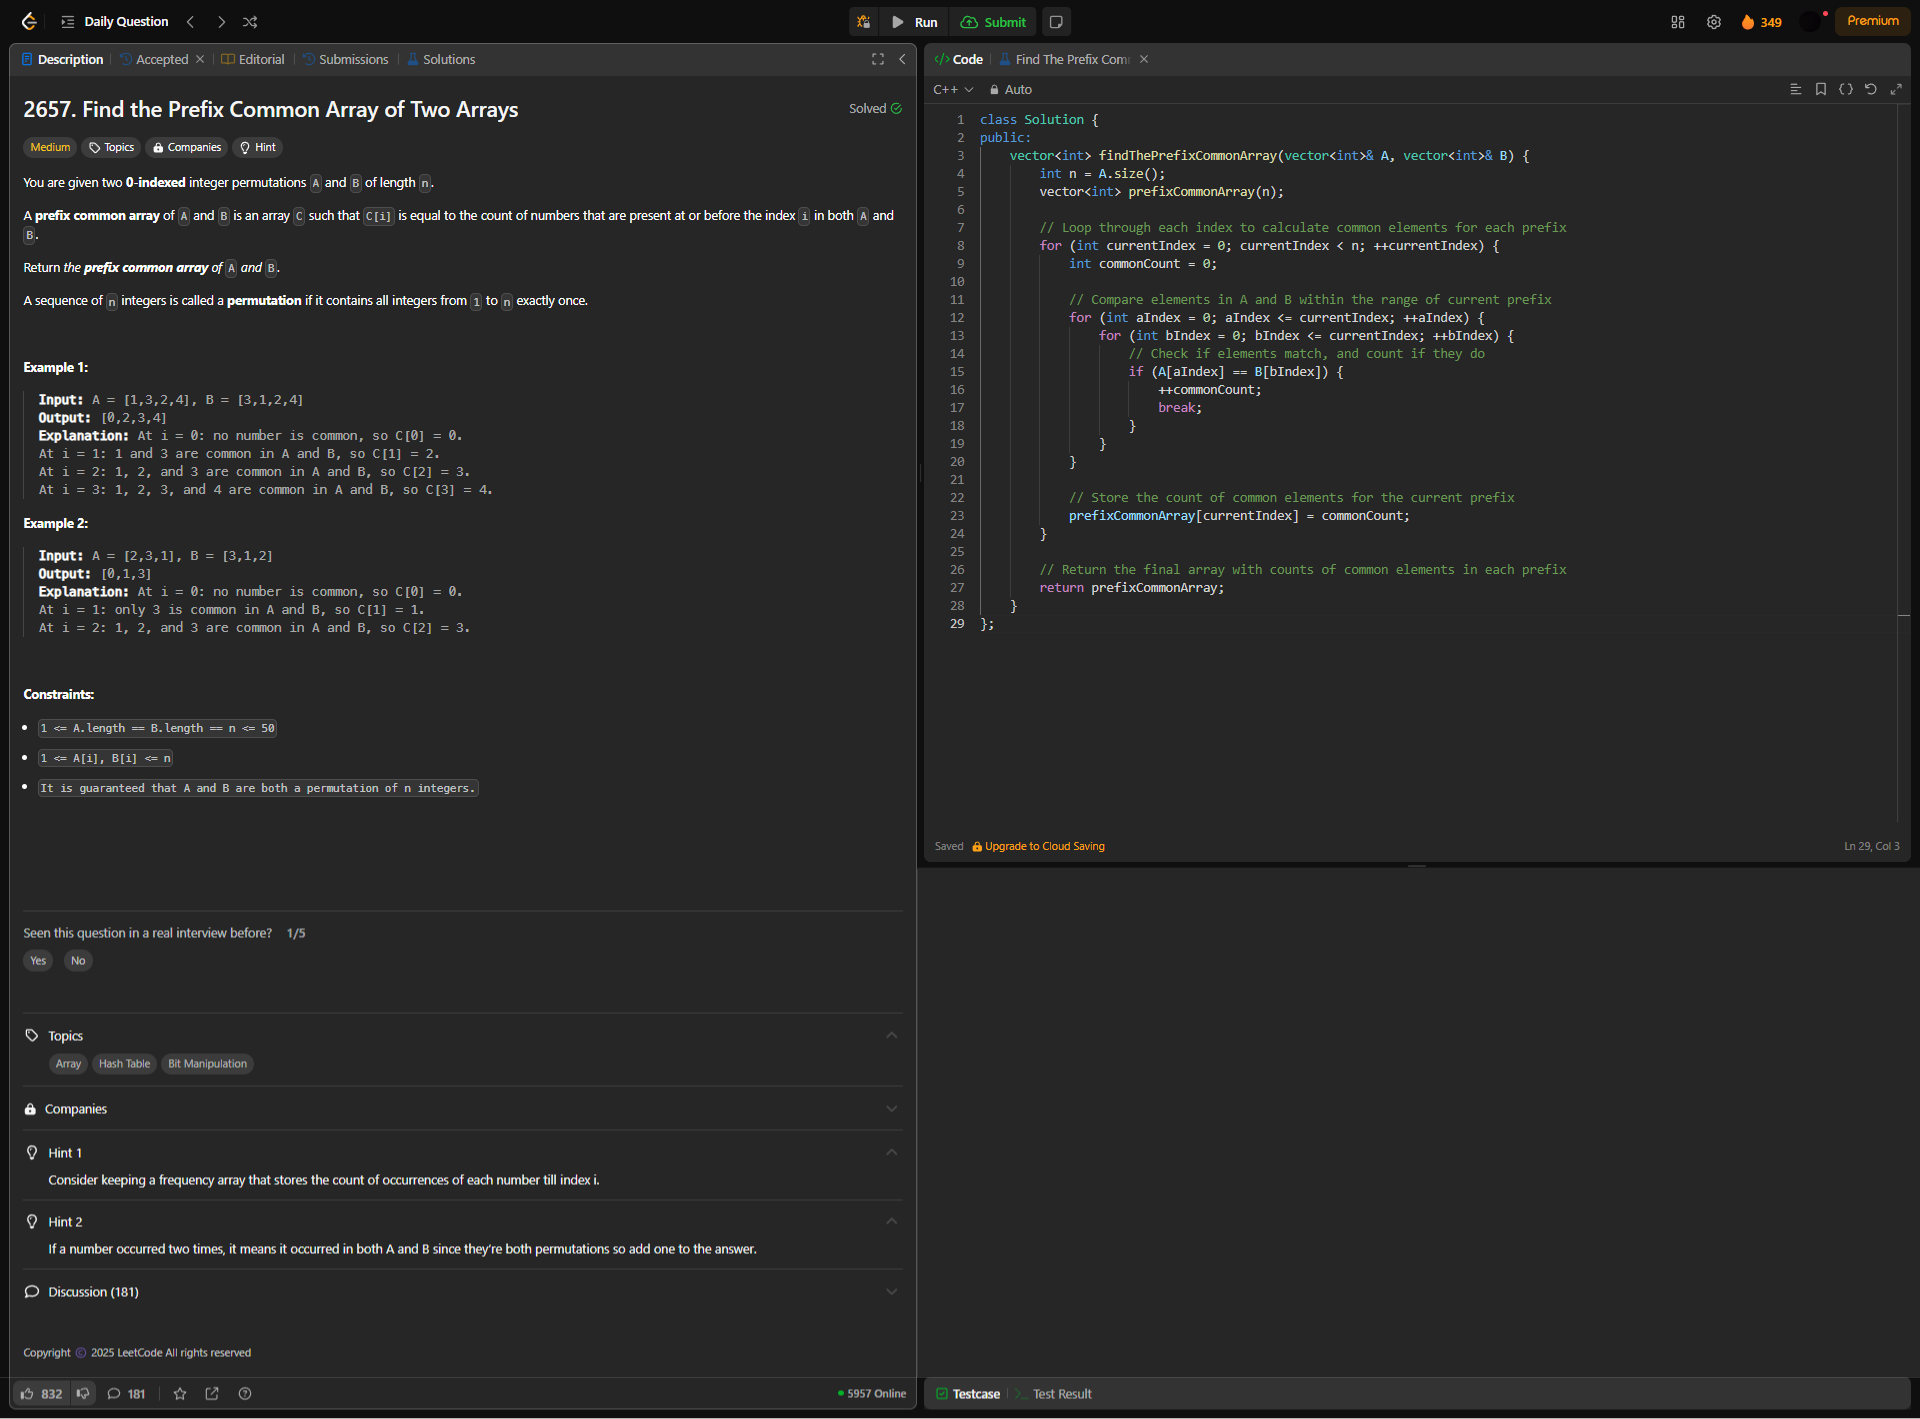 Daily Question
Run
Submit
349
Premium
Description
Accepted
Editorial
Submissions
Solutions
2657. Find the Prefix Common Array of Two Arrays
Solved
Medium
Topics
Companies
Hint
You are given two 0-indexed integer permutations A and B of length n.
A prefix common array of A and B is an array C such that C[i] is equal to the count of numbers that are present at or before the index i in both A and
B.
Return the prefix common array of A and B.
A sequence of n integers is called a permutation if it contains all integers from 1 to n exactly once.
Example 1:
Input: A = [1,3,2,4], B = [3,1,2,4]
Output: [0,2,3,4]
Explanation: At i = 0: no number is common, so C[0] = 0.
At i = 1: 1 and 3 are common in A and B, so C[1] = 2.
At i = 2: 1, 2, and 3 are common in A and B, so C[2] = 3.
At i = 3: 1, 2, 3, and 4 are common in A and B, so C[3] = 4.
Example 2:
Input: A = [2,3,1], B = [3,1,2]
Output: [0,1,3]
Explanation: At i = 0: no number is common, so C[0] = 0.
At i = 1: only 3 is common in A and B, so C[1] = 1.
At i = 2: 1, 2, and 3 are common in A and B, so C[2] = 3.
Constraints:
1 <= A.length == B.length == n <= 50
1 <= A[i], B[i] <= n
It is guaranteed that A and B are both a permutation of n integers.
Seen this question in a real interview before? 1/5
Yes
No
Topics
Array
Hash Table
Bit Manipulation
Companies
Hint 1
Consider keeping a frequency array that stores the count of occurrences of each number till index i.
Hint 2
If a number occurred two times, it means it occurred in both A and B since they're both permutations so add one to the answer.
Discussion (181)
Copyright © 2025 LeetCode All rights reserved
832
181
5957 Online
</> Code
Find The Prefix Com
C++
Auto
1 class Solution {
2 public:
3 vector<int> findThePrefixCommonArray(vector<int>& A, vector<int>& B) {
4 int n = A.size();
5 vector<int> prefixCommonArray(n);
6
7 // Loop through each index to calculate common elements for each prefix
8 for (int currentIndex = 0; currentIndex < n; ++currentIndex) {
9 int commonCount = 0;
10
11 // Compare elements in A and B within the range of current prefix
12 for (int aIndex = 0; aIndex <= currentIndex; ++aIndex) {
13 for (int bIndex = 0; bIndex <= currentIndex; ++bIndex) {
14 // Check if elements match, and count if they do
15 if (A[aIndex] == B[bIndex]) {
16 ++commonCount;
17 break;
18 }
19 }
20 }
21
22 // Store the count of common elements for the current prefix
23 prefixCommonArray[currentIndex] = commonCount;
24 }
25
26 // Return the final array with counts of common elements in each prefix
27 return prefixCommonArray;
28 }
29 };
Saved
Upgrade to Cloud Saving
Ln 29, Col 3
Testcase
Test Result